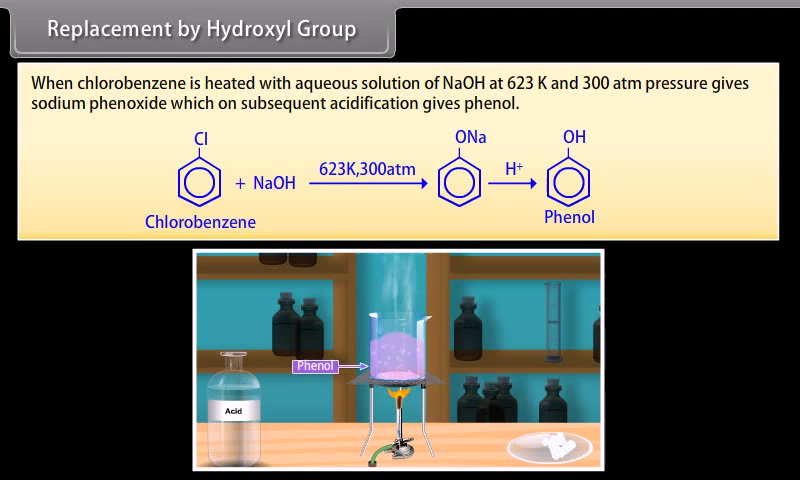 Replacement by Hydroxyl Group
When chlorobenzene is heated with aqueous solution of NaOH at 623 K and 300 atm pressure gives
sodium phenoxide which on subsequent acidification gives phenol.
Cl ONa OH
+ NaOH 623K,300atm H⁺
Chlorobenzene Phenol
Phenol
Acid